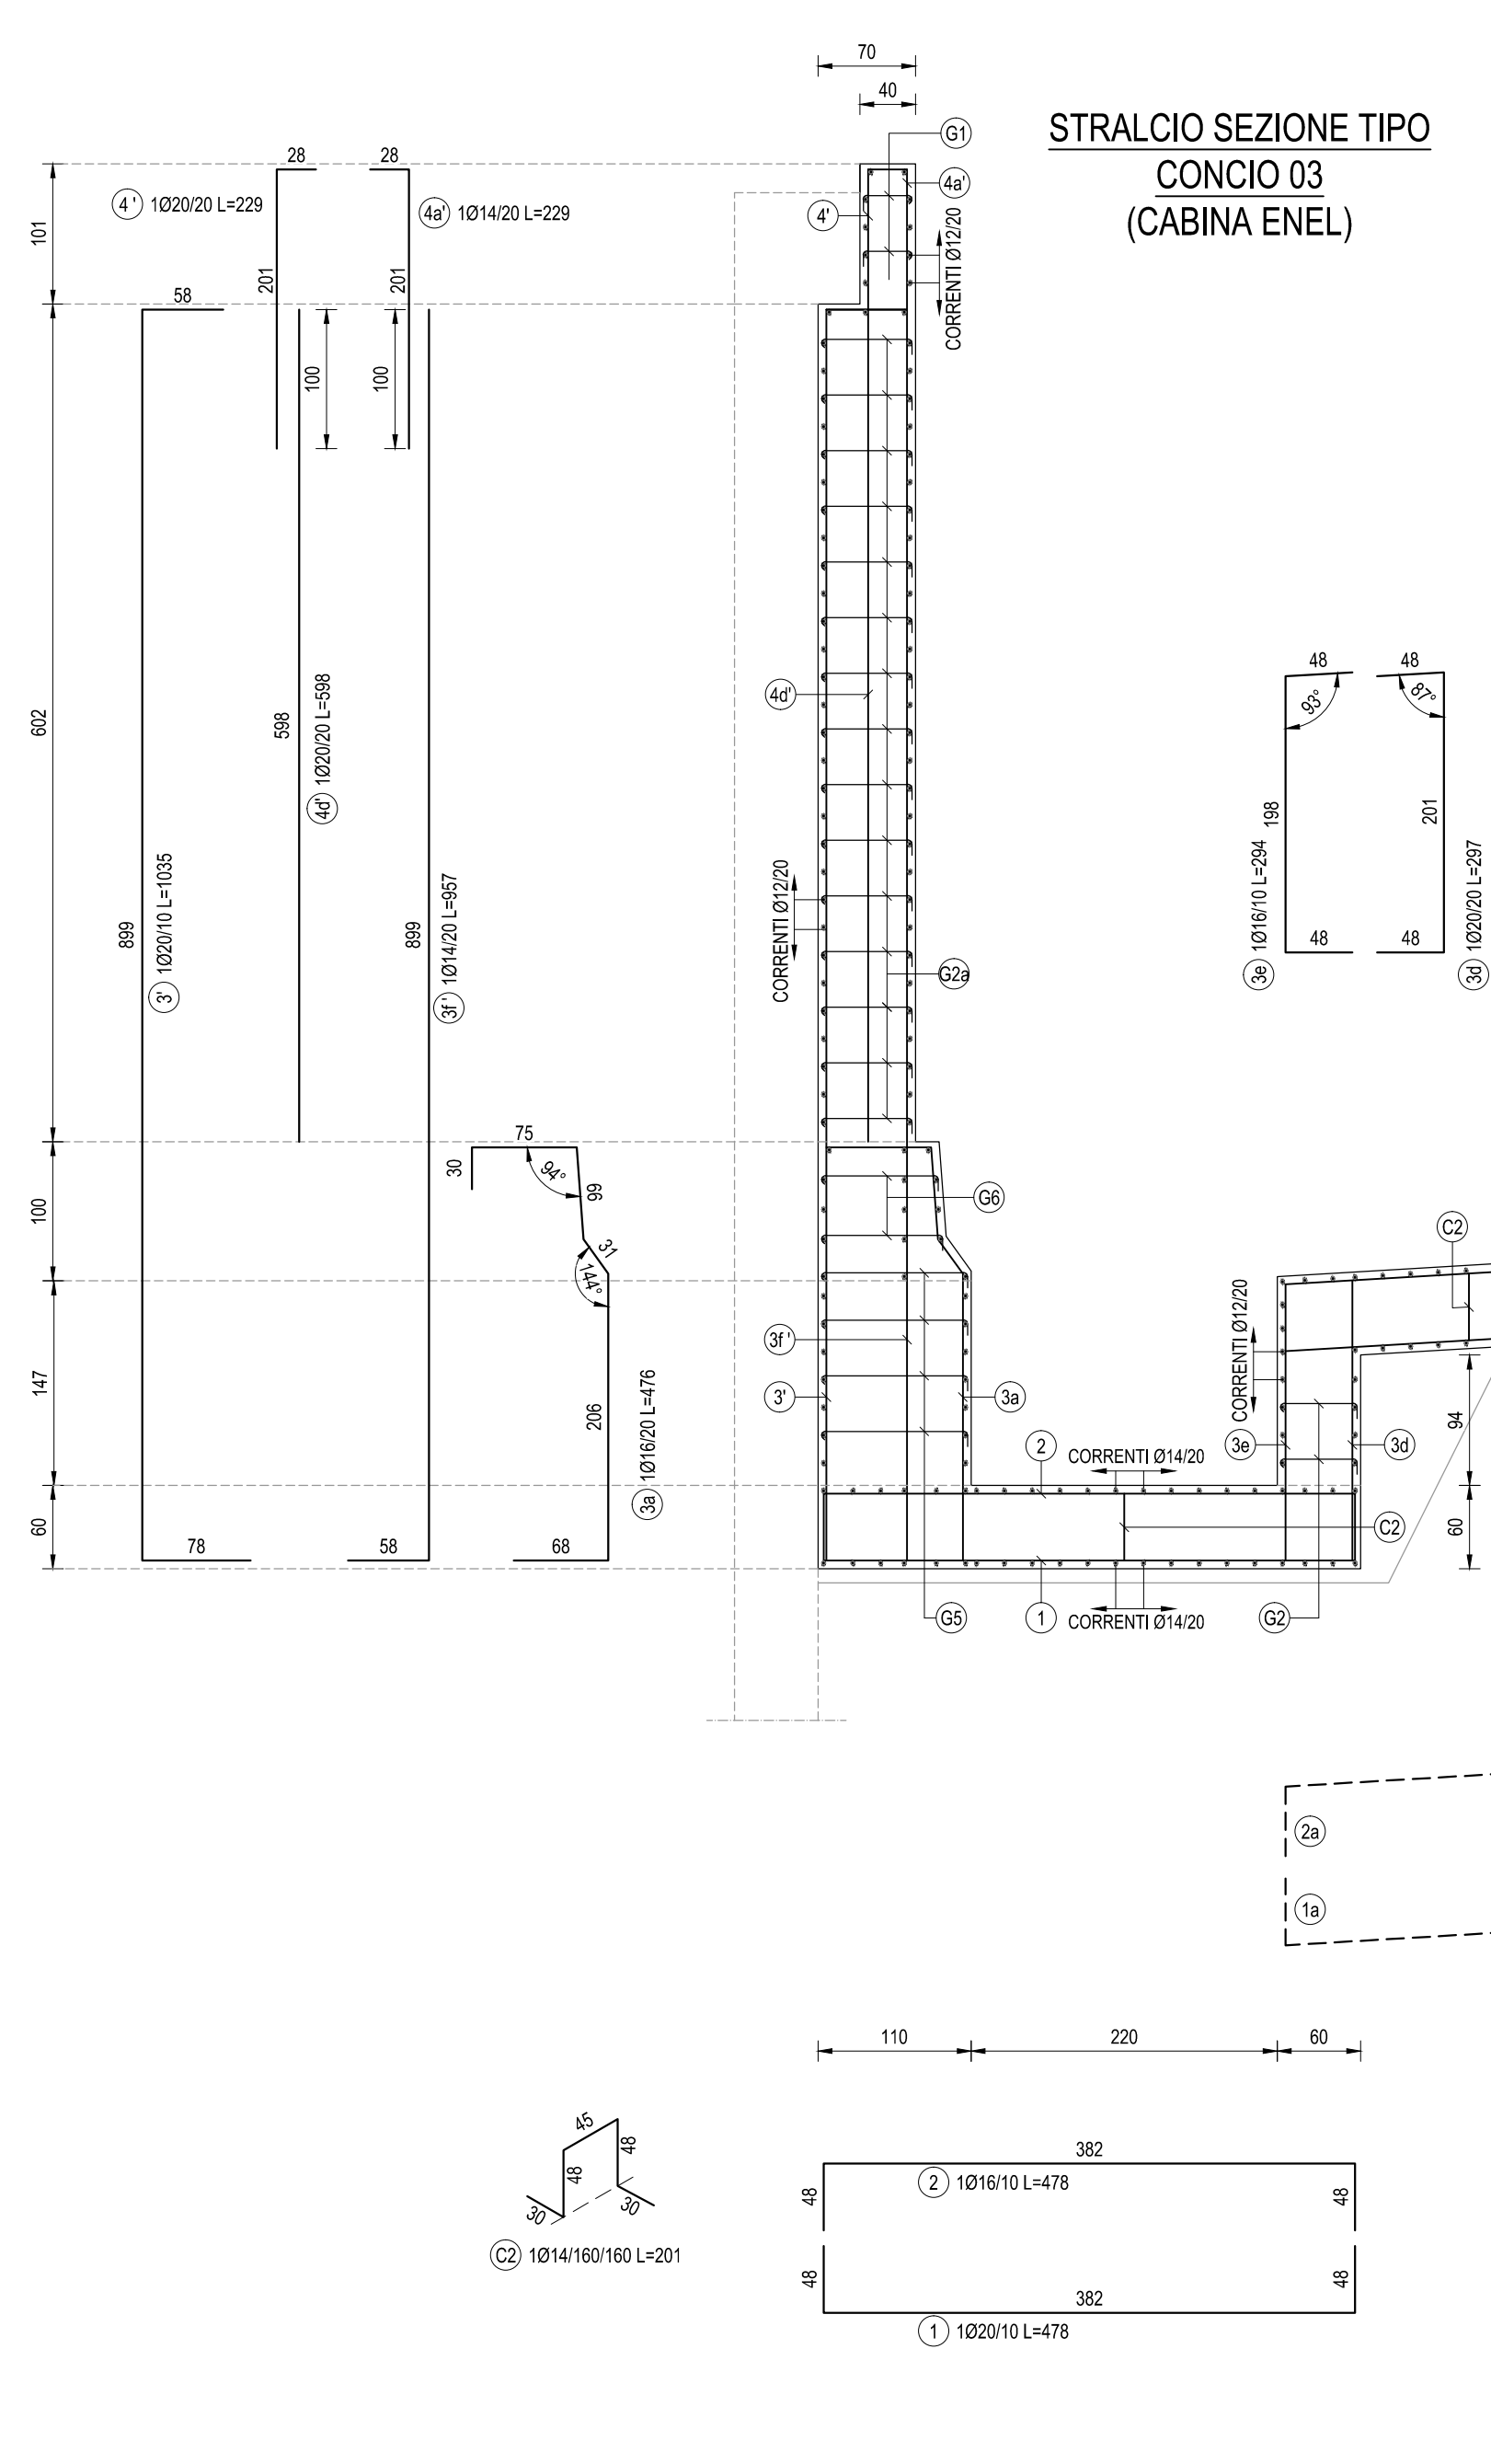 70
40
G1
STRALCIO SEZIONE TIPO
CONCIO 03
(CABINA ENEL)
28
28
4 ' 1Ø20/20 L=229
4a' 1Ø14/20 L=229
4a'
4'
101
201
201
CORRENTI Ø12/20
58
100
100
602
598
4d' 1Ø20/20 L=598
4d'
48
48
93°
87°
198
201
3e 1Ø16/10 L=294
3d 1Ø20/20 L=297
48
48
899
3' 1Ø20/10 L=1035
899
3f ' 1Ø14/20 L=957
CORRENTI Ø12/20
G2a
75
30
94°
99
31
144°
206
3a 1Ø16/20 L=476
100
147
60
78
58
68
G6
3f '
3'
3a
C2
CORRENTI Ø12/20
94
3e
3d
2
CORRENTI Ø14/20
C2
60
G5
1
CORRENTI Ø14/20
G2
2a
1a
110
220
60
45
48
48
30
30
C2 1Ø14/160/160 L=201
382
48
2 1Ø16/10 L=478
48
48
382
48
1 1Ø20/10 L=478